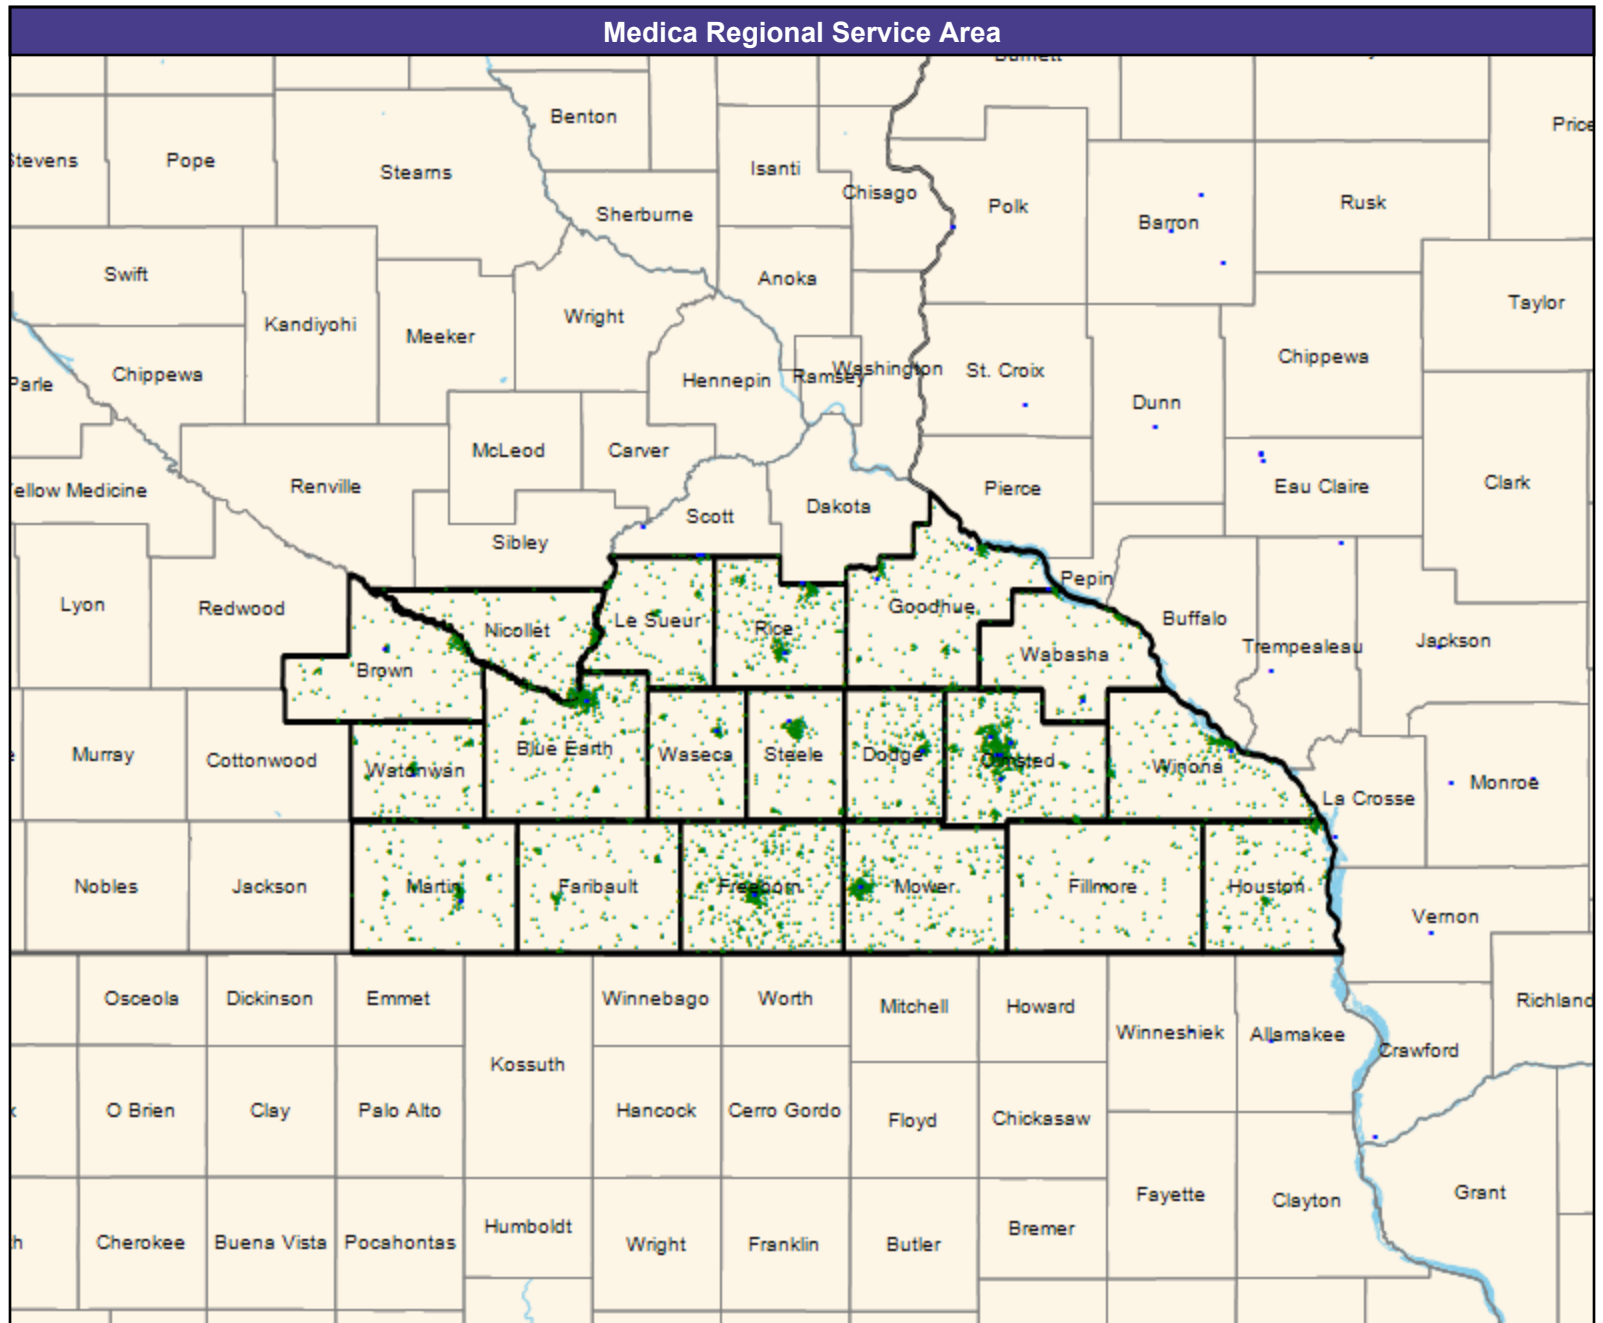 Medica Regional Service Area
Benton
Price
Stevens
Pope
Stearns
Isanti
Chisago
Polk
Barron
Rusk
Sherburne
Swift
Anoka
Taylor
Kandiyohi
Meeker
Wright
Chippewa
Parle
Chippewa
Hennepin
Ramsey
Washington
St. Croix
Dunn
McLeod
Carver
ellow Medicine
Renville
Scott
Dakota
Pierce
Eau Claire
Clark
Sibley
Lyon
Redwood
Nicollet
Le Sueur
Rice
Goodhue
Pepin
Buffalo
Trempealeau
Jackson
Brown
Wabasha
Murray
Cottonwood
Watonwan
Blue Earth
Waseca
Steele
Dodge
Olmsted
Winona
La Crosse
Monroe
Nobles
Jackson
Martin
Faribault
Freeborn
Mower
Fillmore
Houston
Vernon
Osceola
Dickinson
Emmet
Winnebago
Worth
Mitchell
Howard
Richland
Winneshiek
Allamakee
Crawford
Kossuth
O Brien
Clay
Palo Alto
Hancock
Cerro Gordo
Floyd
Chickasaw
Fayette
Clayton
Grant
Cherokee
Buena Vista
Pocahontas
Humboldt
Wright
Franklin
Butler
Bremer